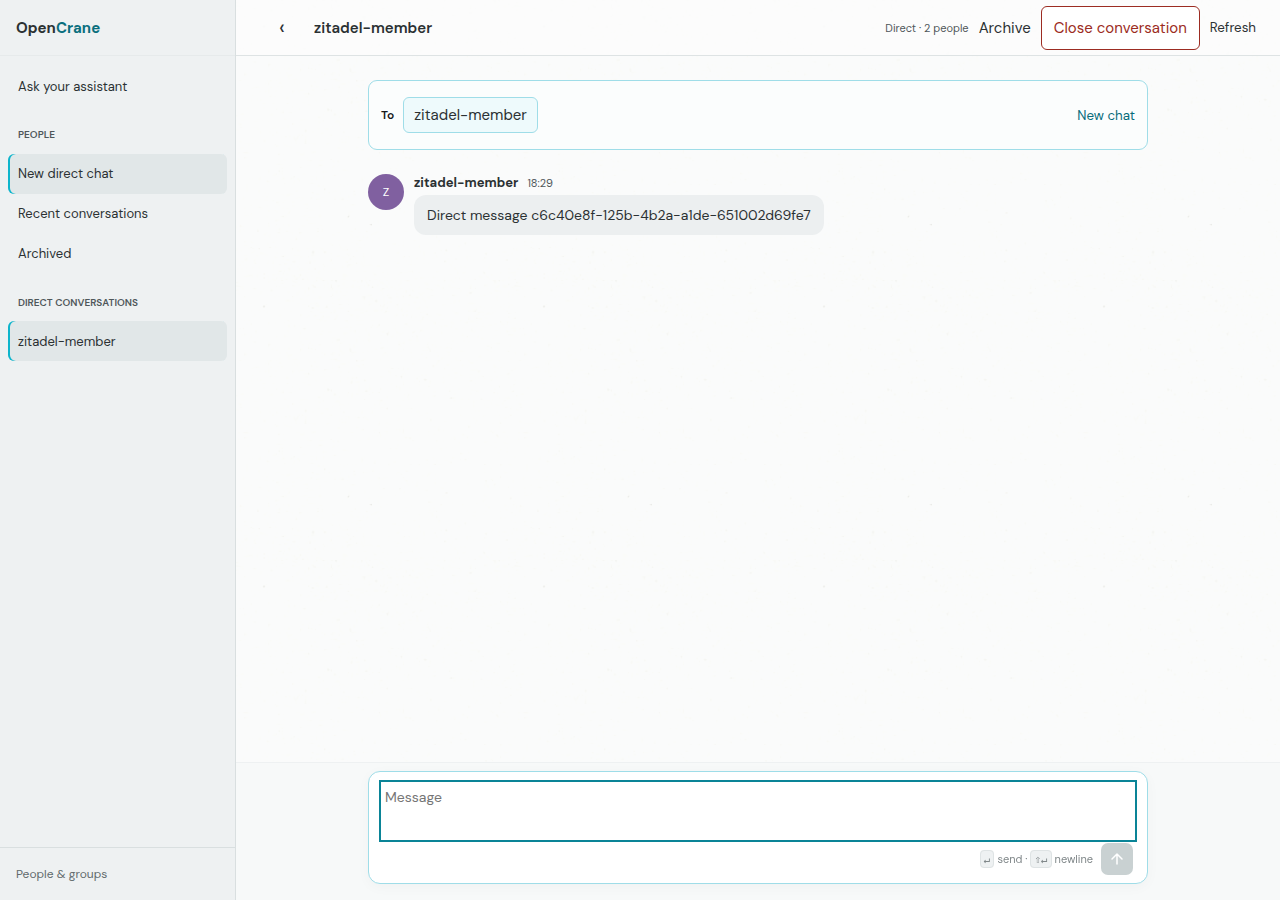 OpenCrane
Ask your assistant
PEOPLE
New direct chat
Recent conversations
Archived
DIRECT CONVERSATIONS
zitadel-member
People & groups
‹ zitadel-member Direct · 2 people Archive Close conversation Refresh
To zitadel-member New chat
Z zitadel-member 18:29
Direct message c6c40e8f-125b-4b2a-a1de-651002d69fe7
Message
↵ send · ⇧↵ newline